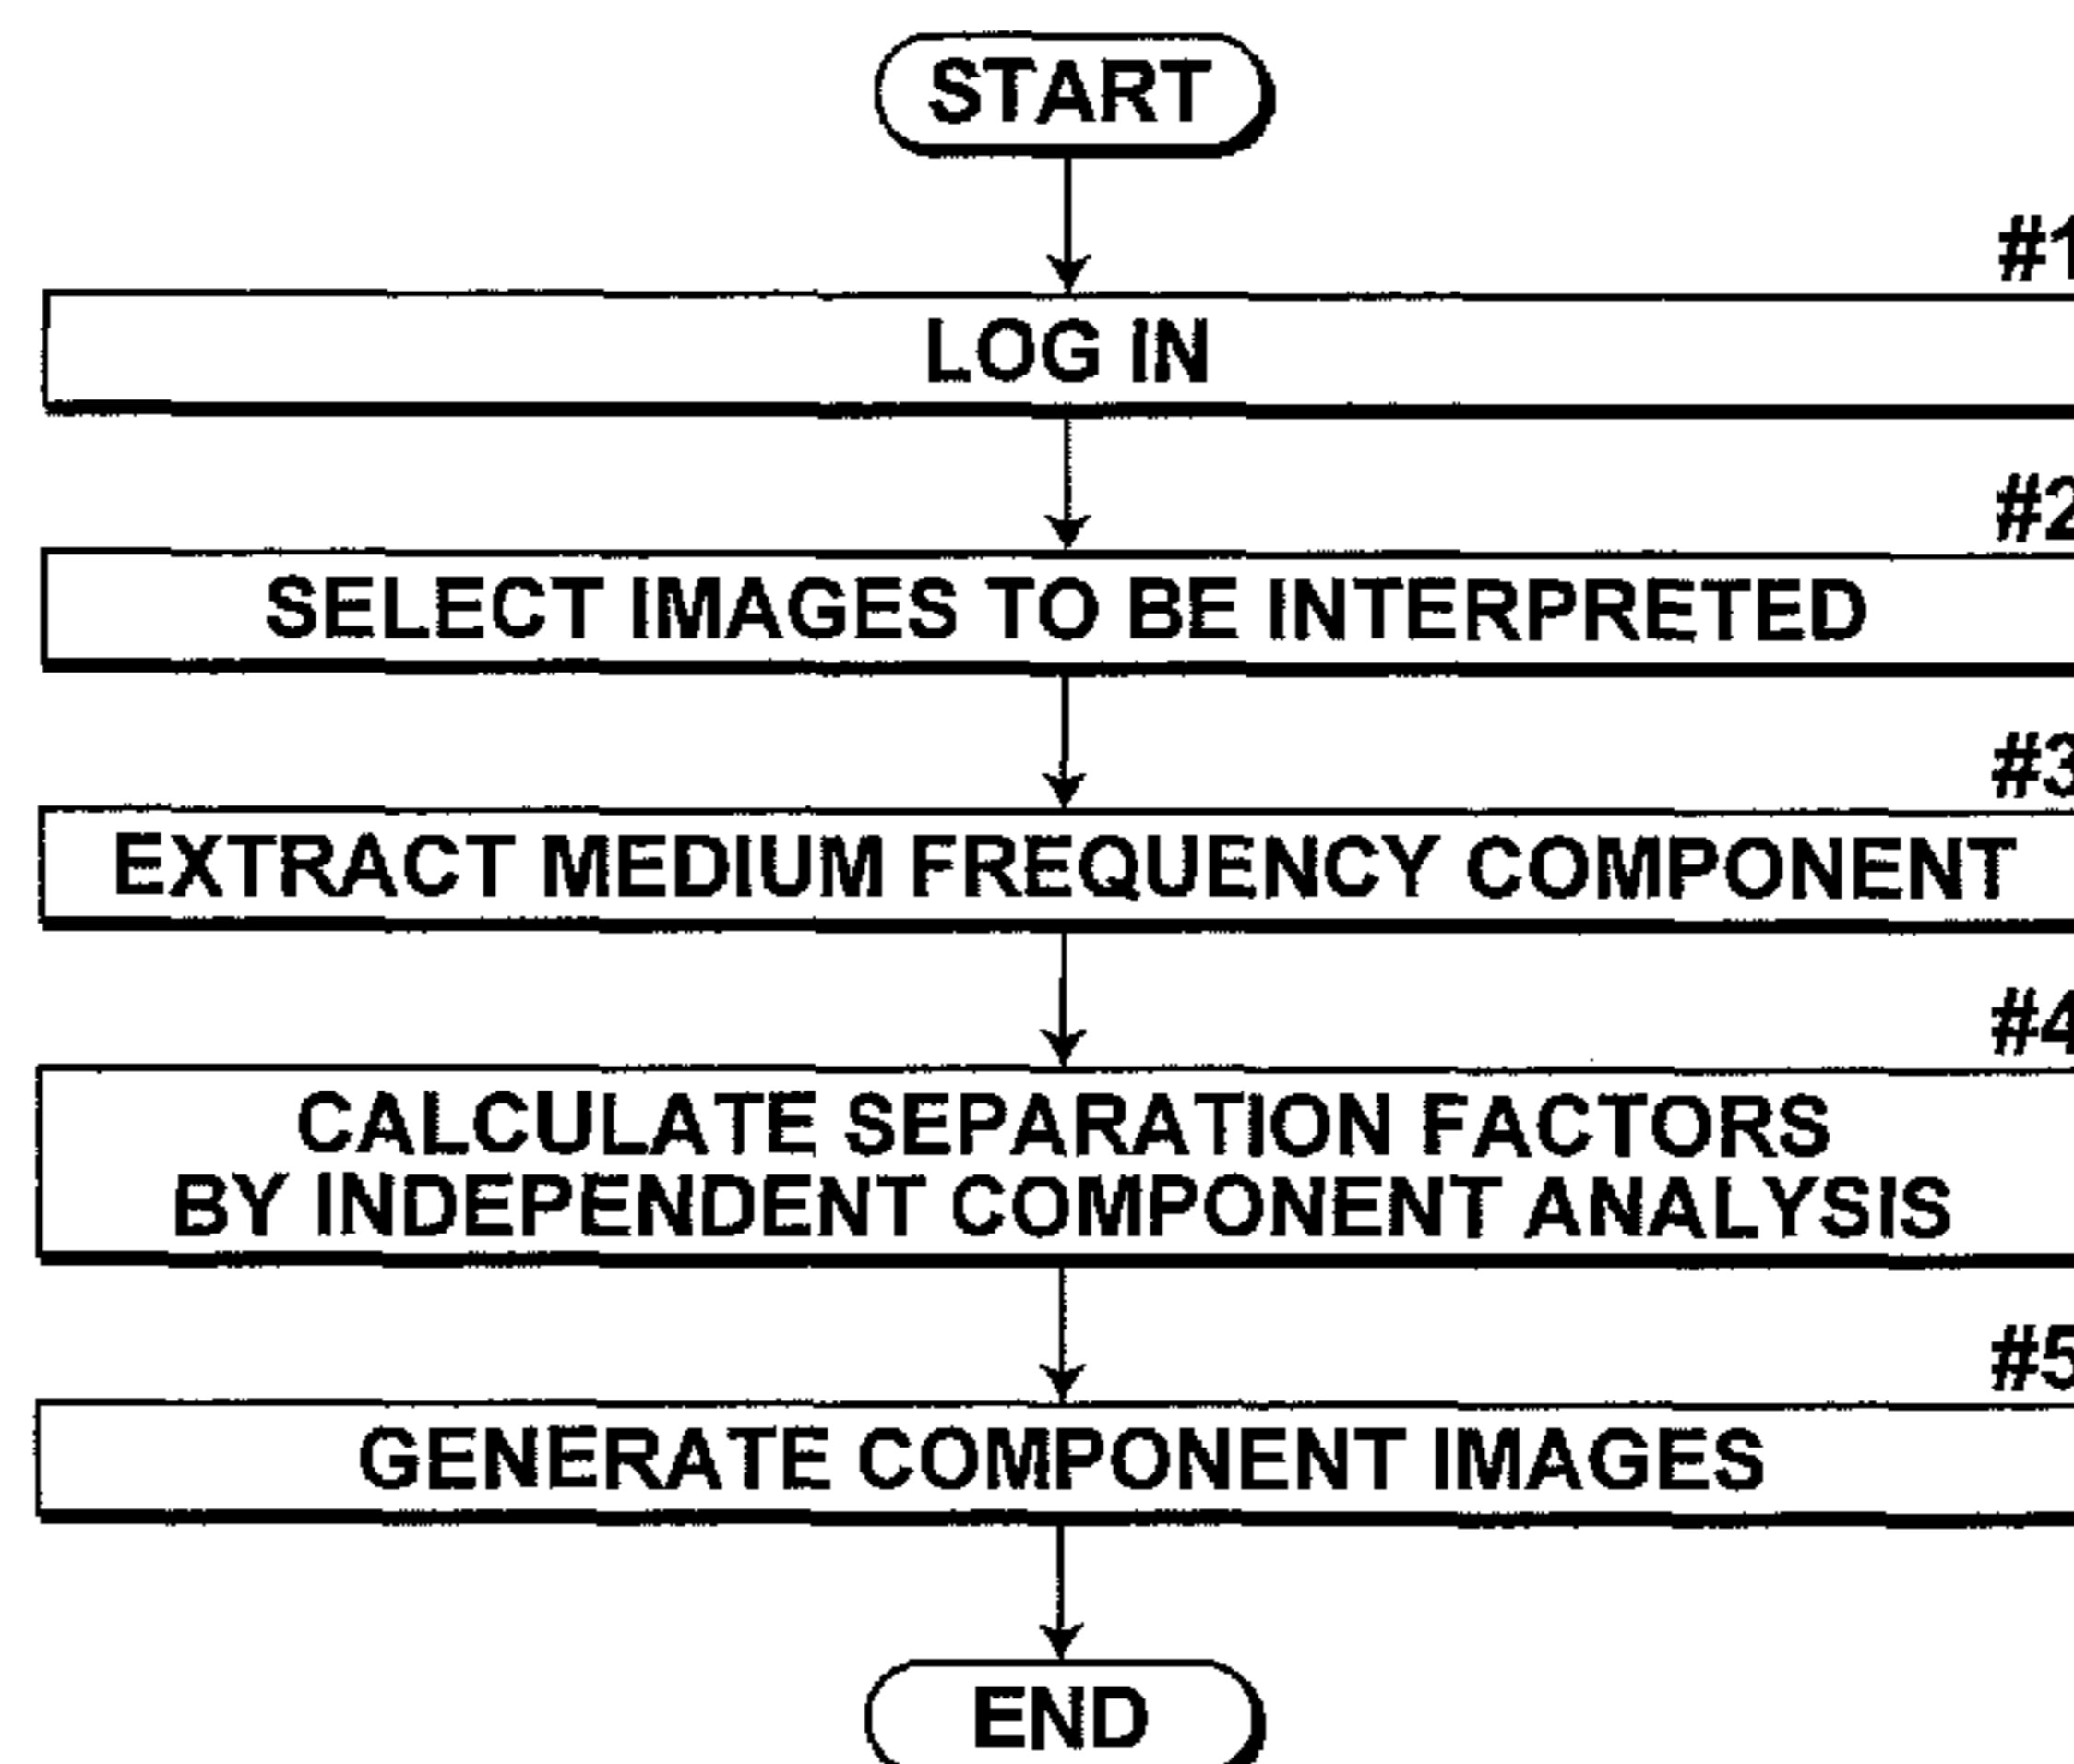 START
#1
LOG IN
#2
SELECT IMAGES TO BE INTERPRETED
#3
EXTRACT MEDIUM FREQUENCY COMPONENT
#4
CALCULATE SEPARATION FACTORS
BY INDEPENDENT COMPONENT ANALYSIS
#5
GENERATE COMPONENT IMAGES
END